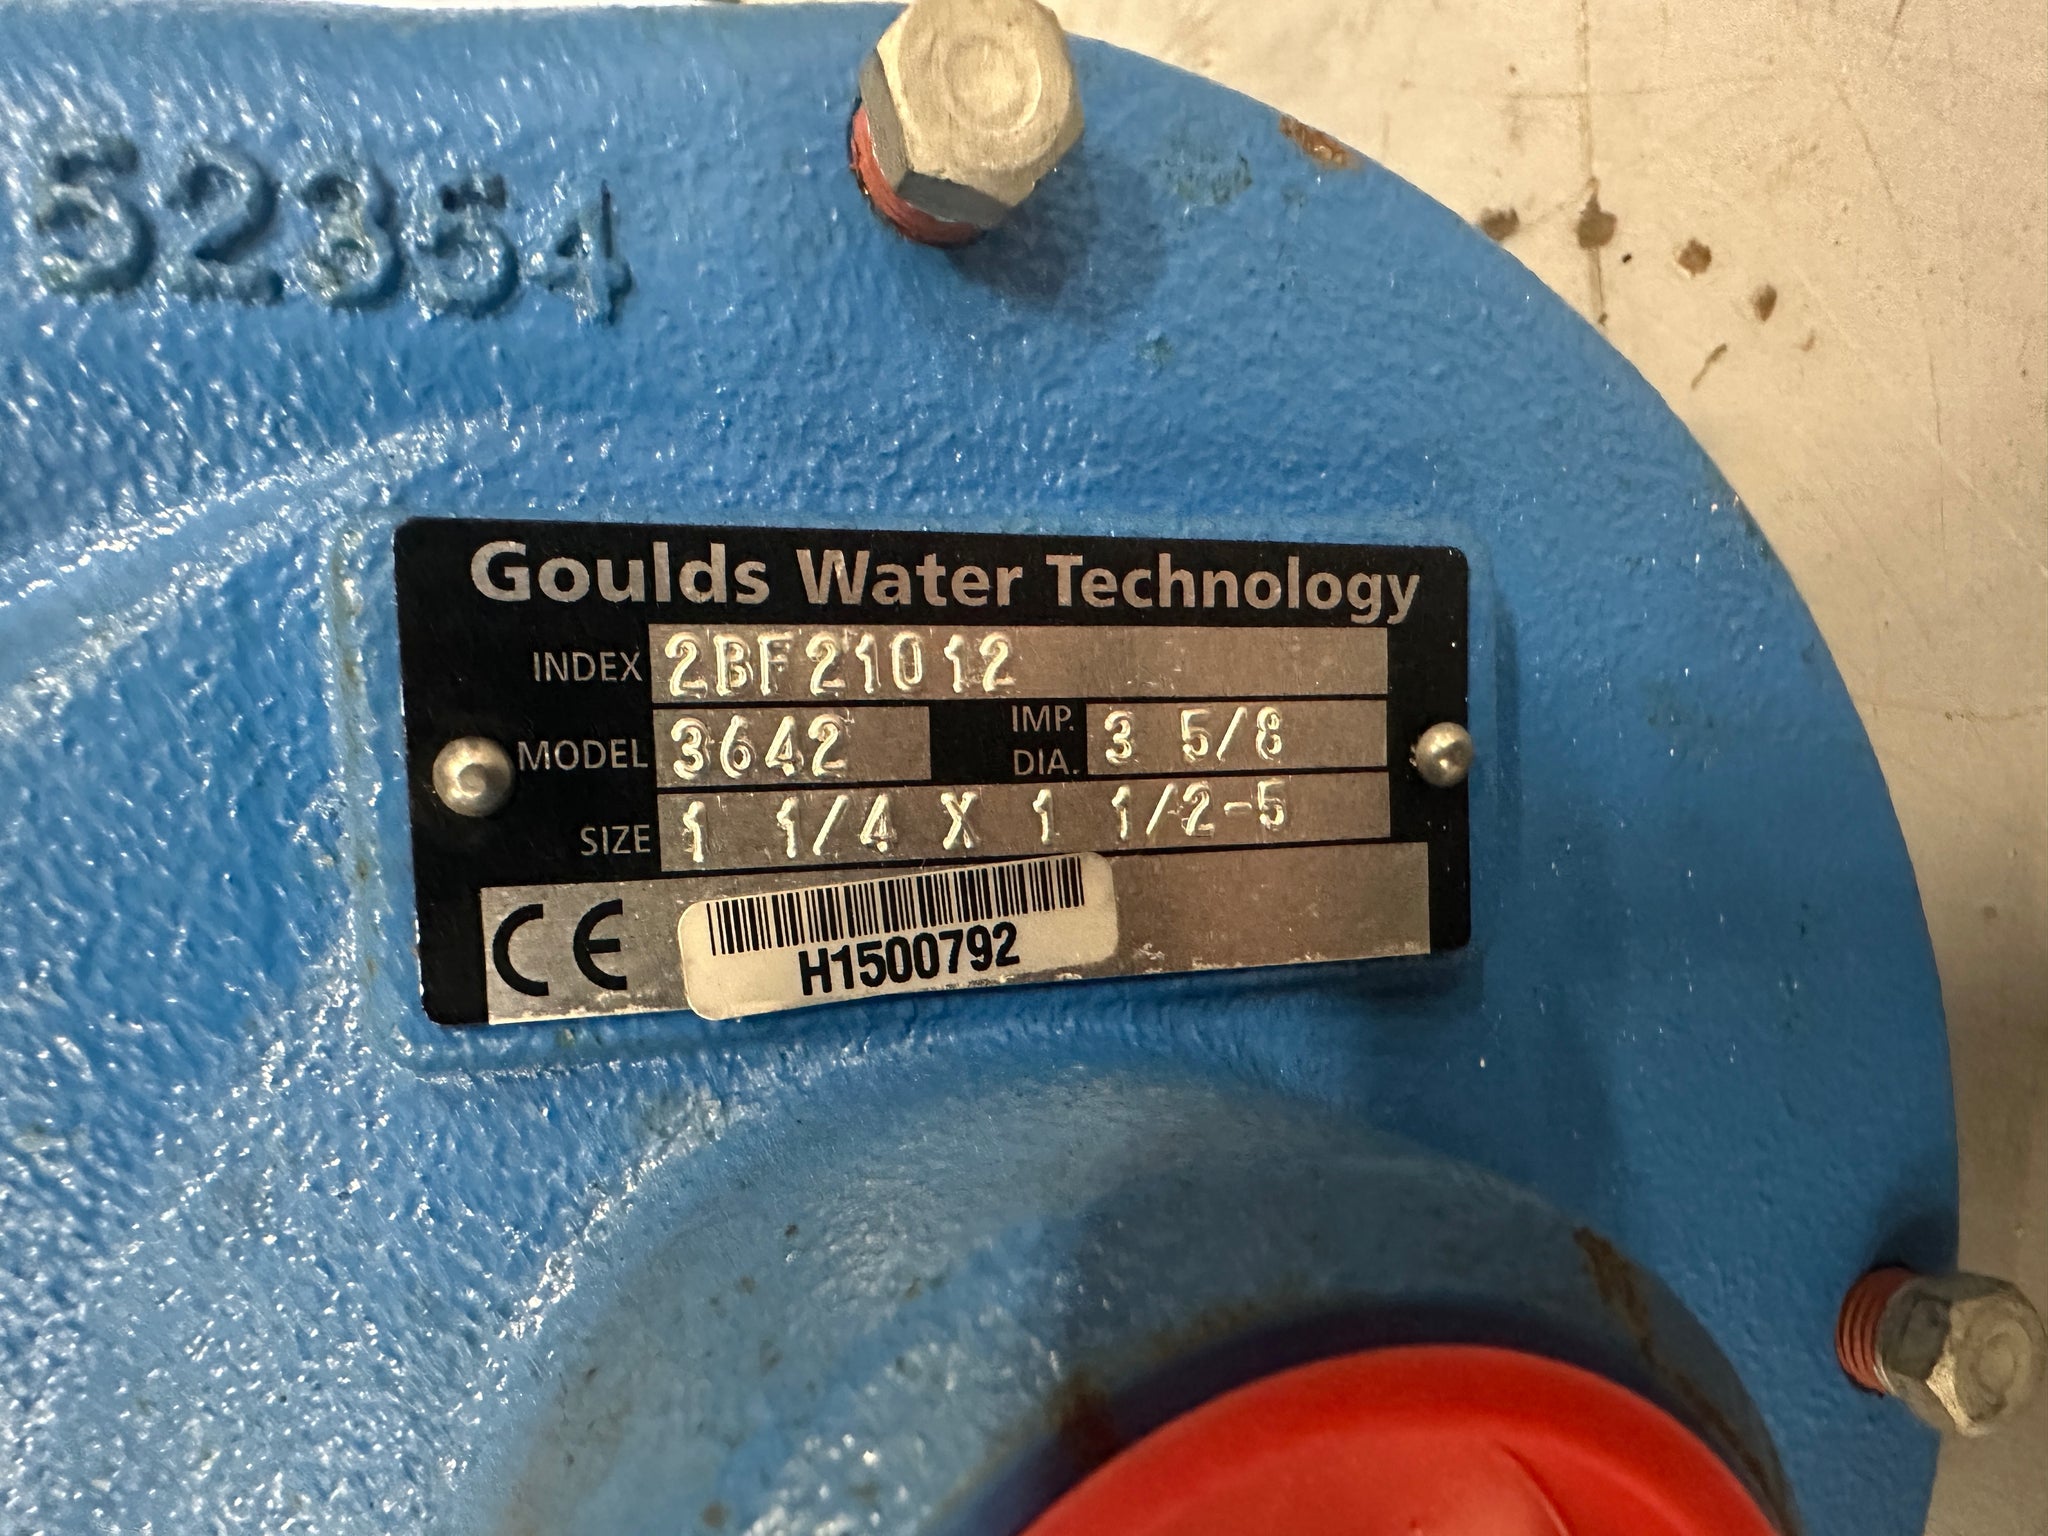 52354
Goulds Water Technology
INDEX 2BF21012
MODEL 3642 IMP. DIA. 3 5/8
SIZE 1 1/4 X 1 1/2-5
CE
H1500792